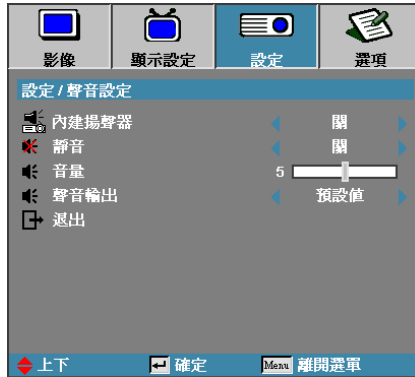 影像 顯示設定 設定 選項
設定 / 聲音設定
內建揚聲器 關
靜音 關
音量 5
聲音輸出 預設值
退出
上下 確定 Menu 離開選單